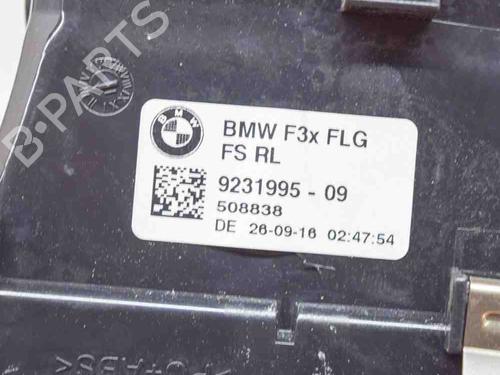 B-PARTS
BMW
BMW F3x FLG
FS RL
9231995 - 09
508838
DE 26-09-16 02:47:54